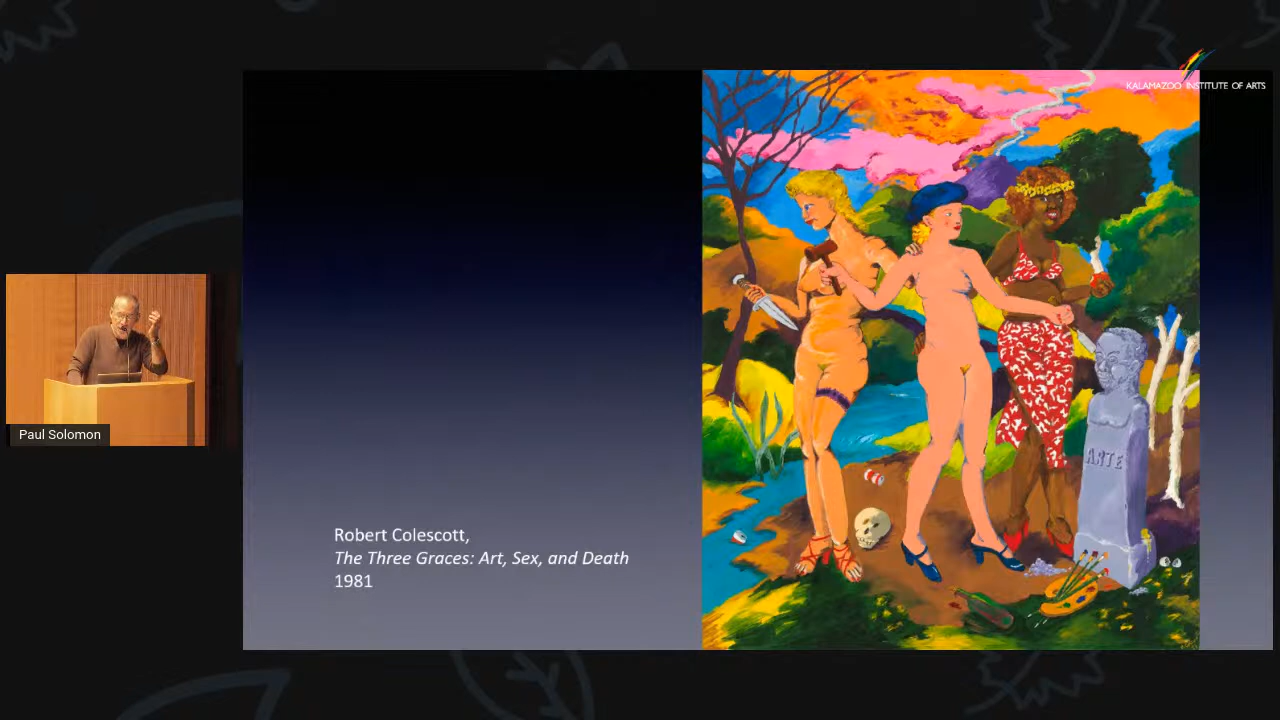 KALAMAZOO INSTITUTE OF ARTS
ARTE
Paul Solomon
Robert Colescott,
The Three Graces: Art, Sex, and Death
1981